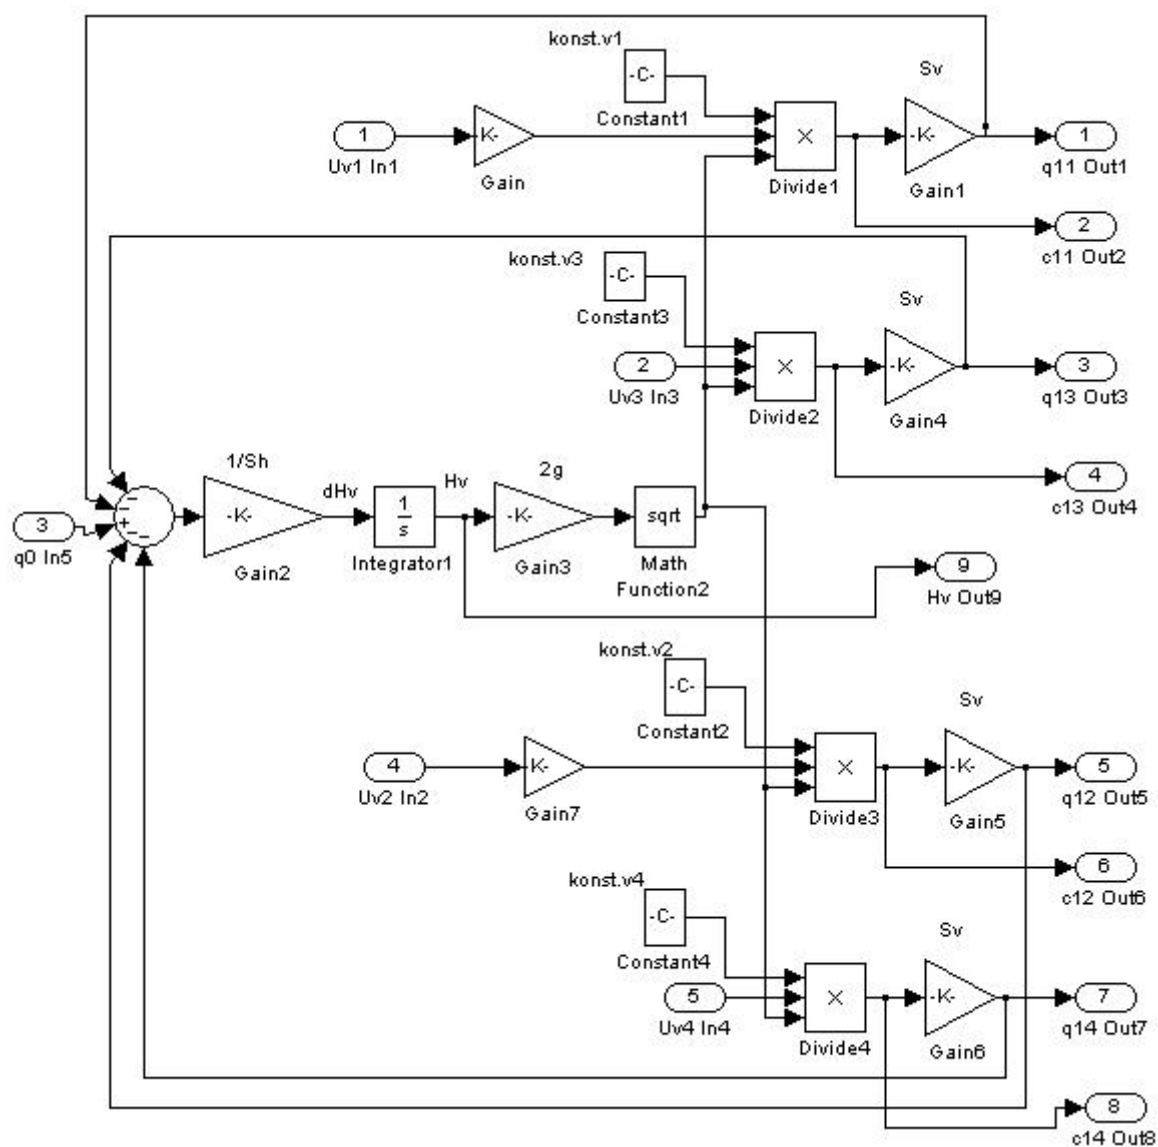 konst.v1
-C-
Constant1
Sv
1
Uv1 In1
K-
Gain
×
Divide1
-K-
Gain1
1
q11 Out1
2
c11 Out2
konst.v3
-C-
Constant3
Sv
2
Uv3 In3
×
Divide2
-K-
Gain4
3
q13 Out3
4
c13 Out4
3
q0 In5
−
−
+
−
−
1/Sh
-K-
Gain2
dHv
1
s
Integrator1
Hv
2g
-K-
Gain3
sqrt
Math
Function2
9
Hv Out9
konst.v2
-C-
Constant2
Sv
4
Uv2 In2
K-
Gain7
×
Divide3
-K-
Gain5
5
q12 Out5
6
c12 Out6
konst.v4
-C-
Constant4
Sv
5
Uv4 In4
×
Divide4
-K-
Gain6
7
q14 Out7
8
c14 Out8